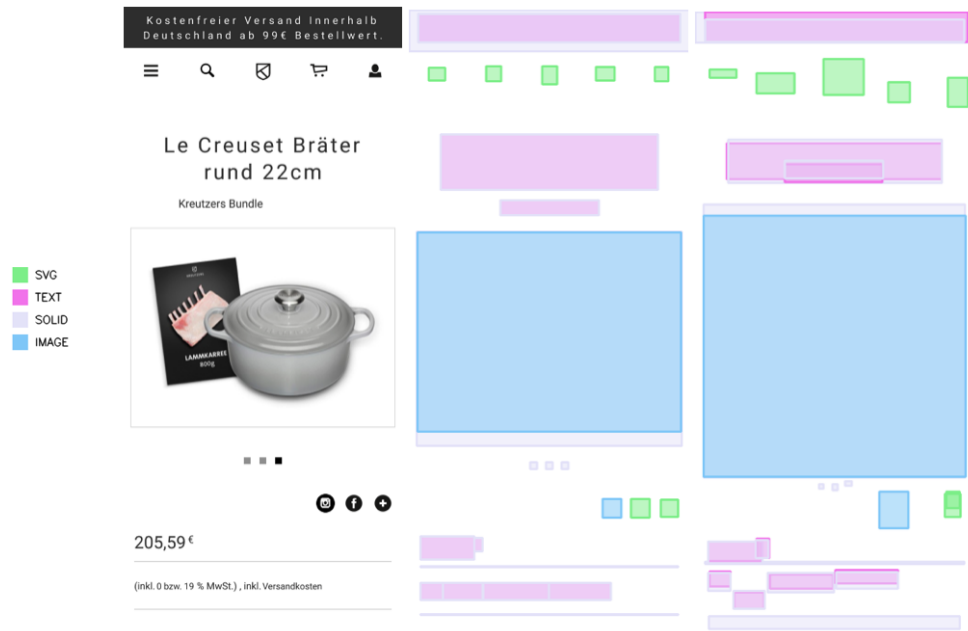 Kostenfreier Versand Innerhalb
Deutschland ab 99€ Bestellwert.
Le Creuset Bräter
rund 22cm
Kreutzers Bundle
SVG
TEXT
SOLID
IMAGE
LAMMKARREE
800g
205,59 €
(inkl. 0 bzw. 19 % MwSt.) , inkl. Versandkosten